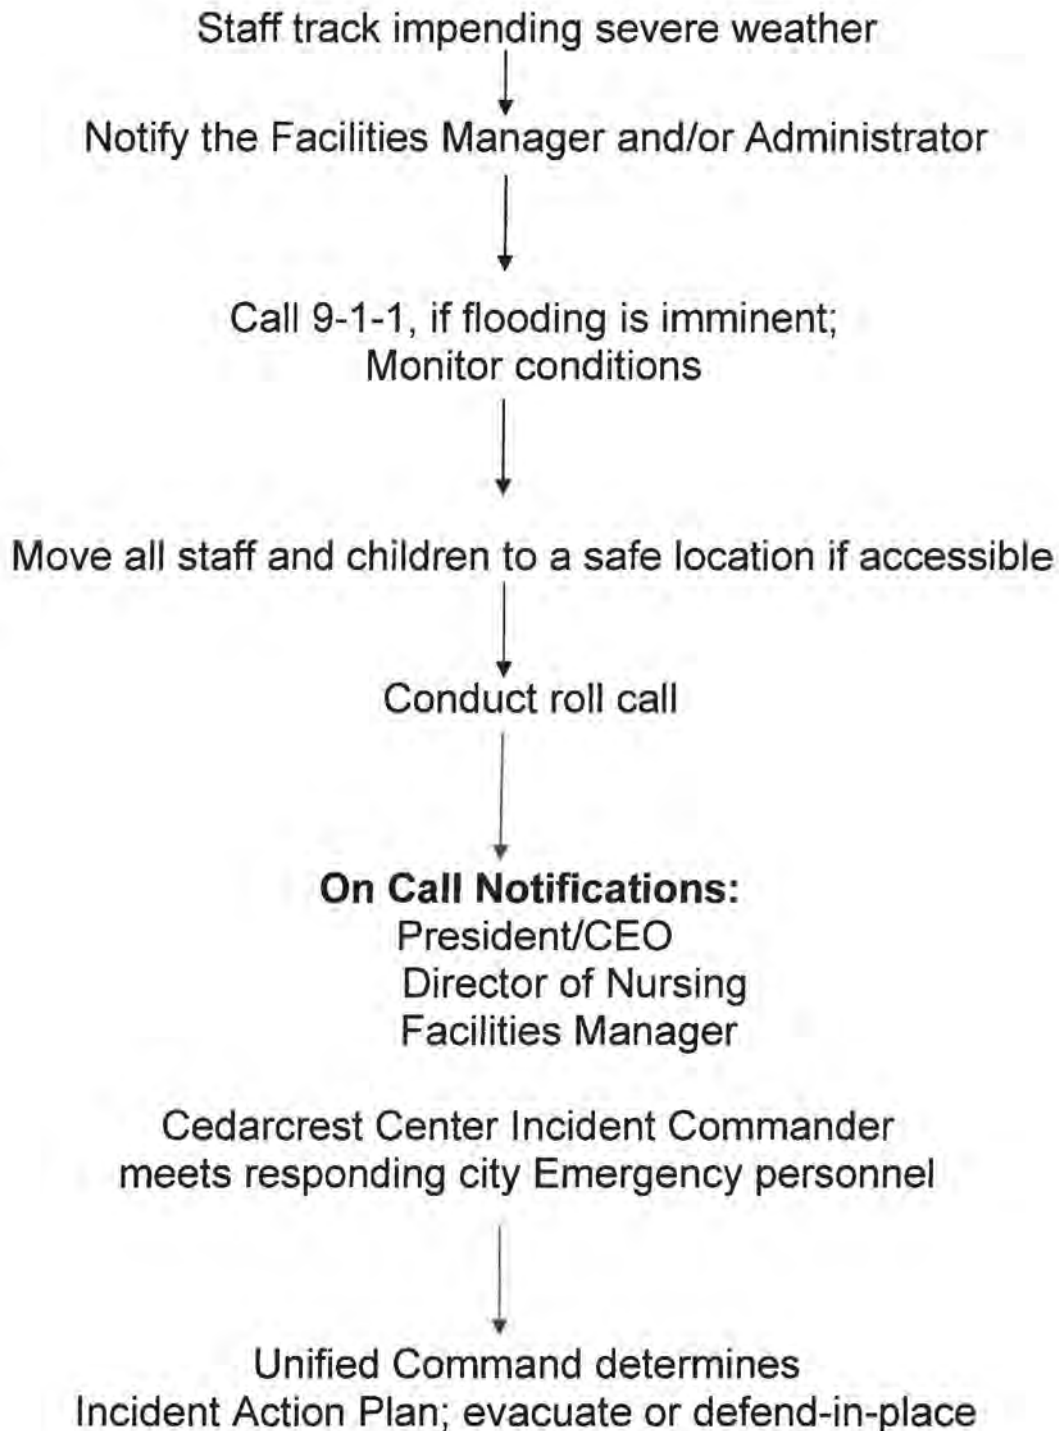 Staff track impending severe weather
Notify the Facilities Manager and/or Administrator
Call 9-1-1, if flooding is imminent;
Monitor conditions
Move all staff and children to a safe location if accessible
Conduct roll call
On Call Notifications:
President/CEO
Director of Nursing
Facilities Manager
Cedarcrest Center Incident Commander
meets responding city Emergency personnel
Unified Command determines
Incident Action Plan; evacuate or defend-in-place